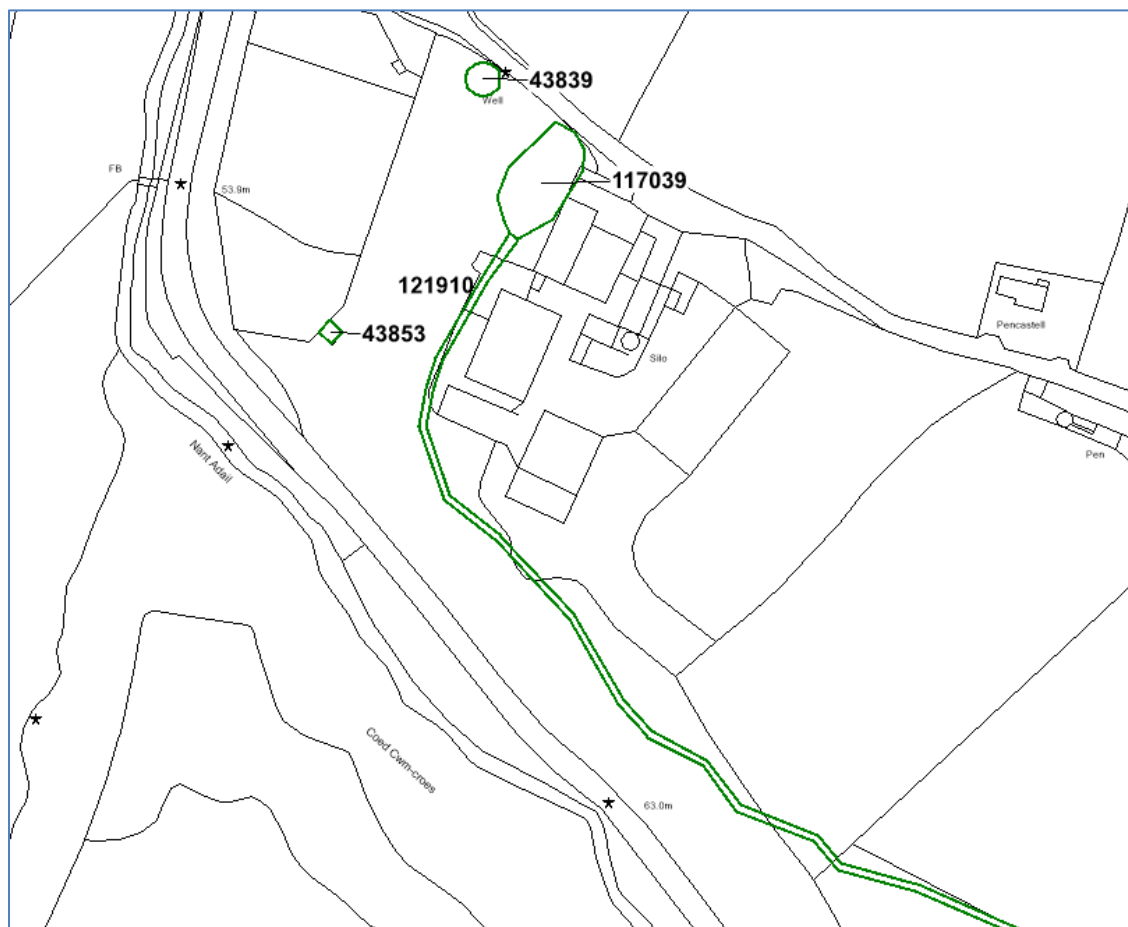 43839
Well
FB
117039
53.9m
121910
43853
Pencastell
Silo
Nant Adail
Pen
Coed Cwm-croes
63.0m